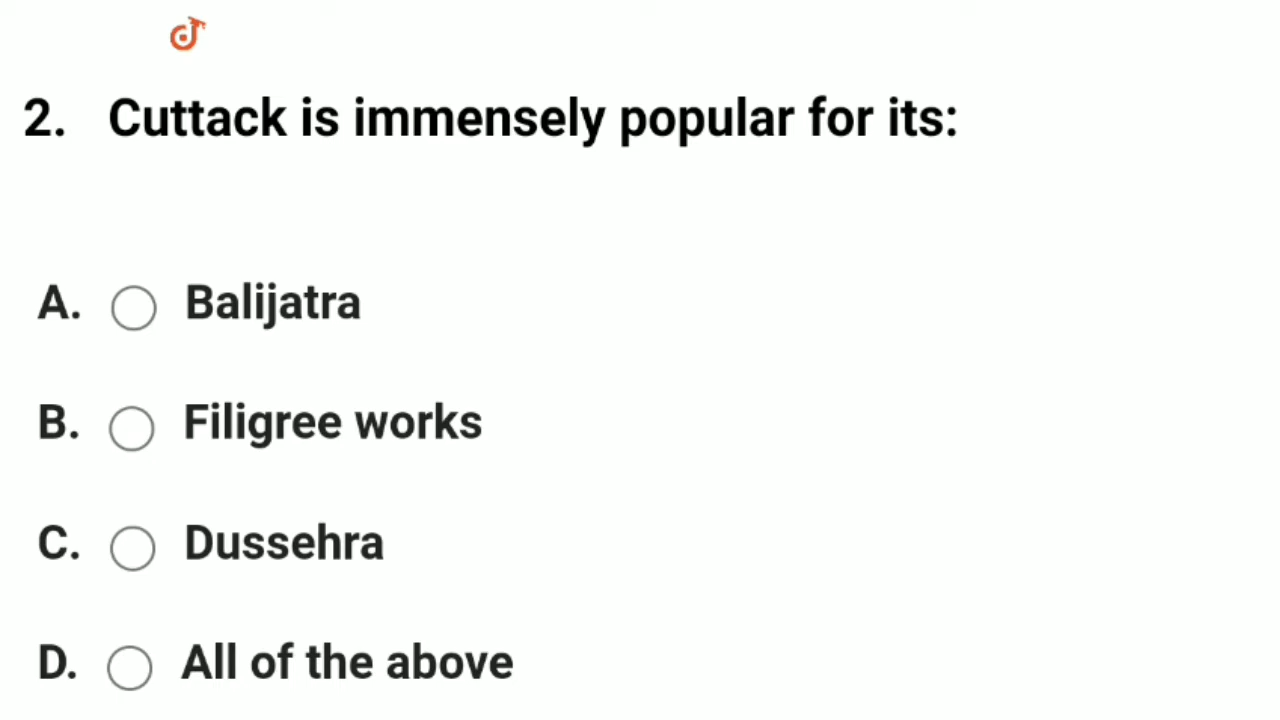 2. Cuttack is immensely popular for its:
A. Balijatra
B. Filigree works
C. Dussehra
D. All of the above